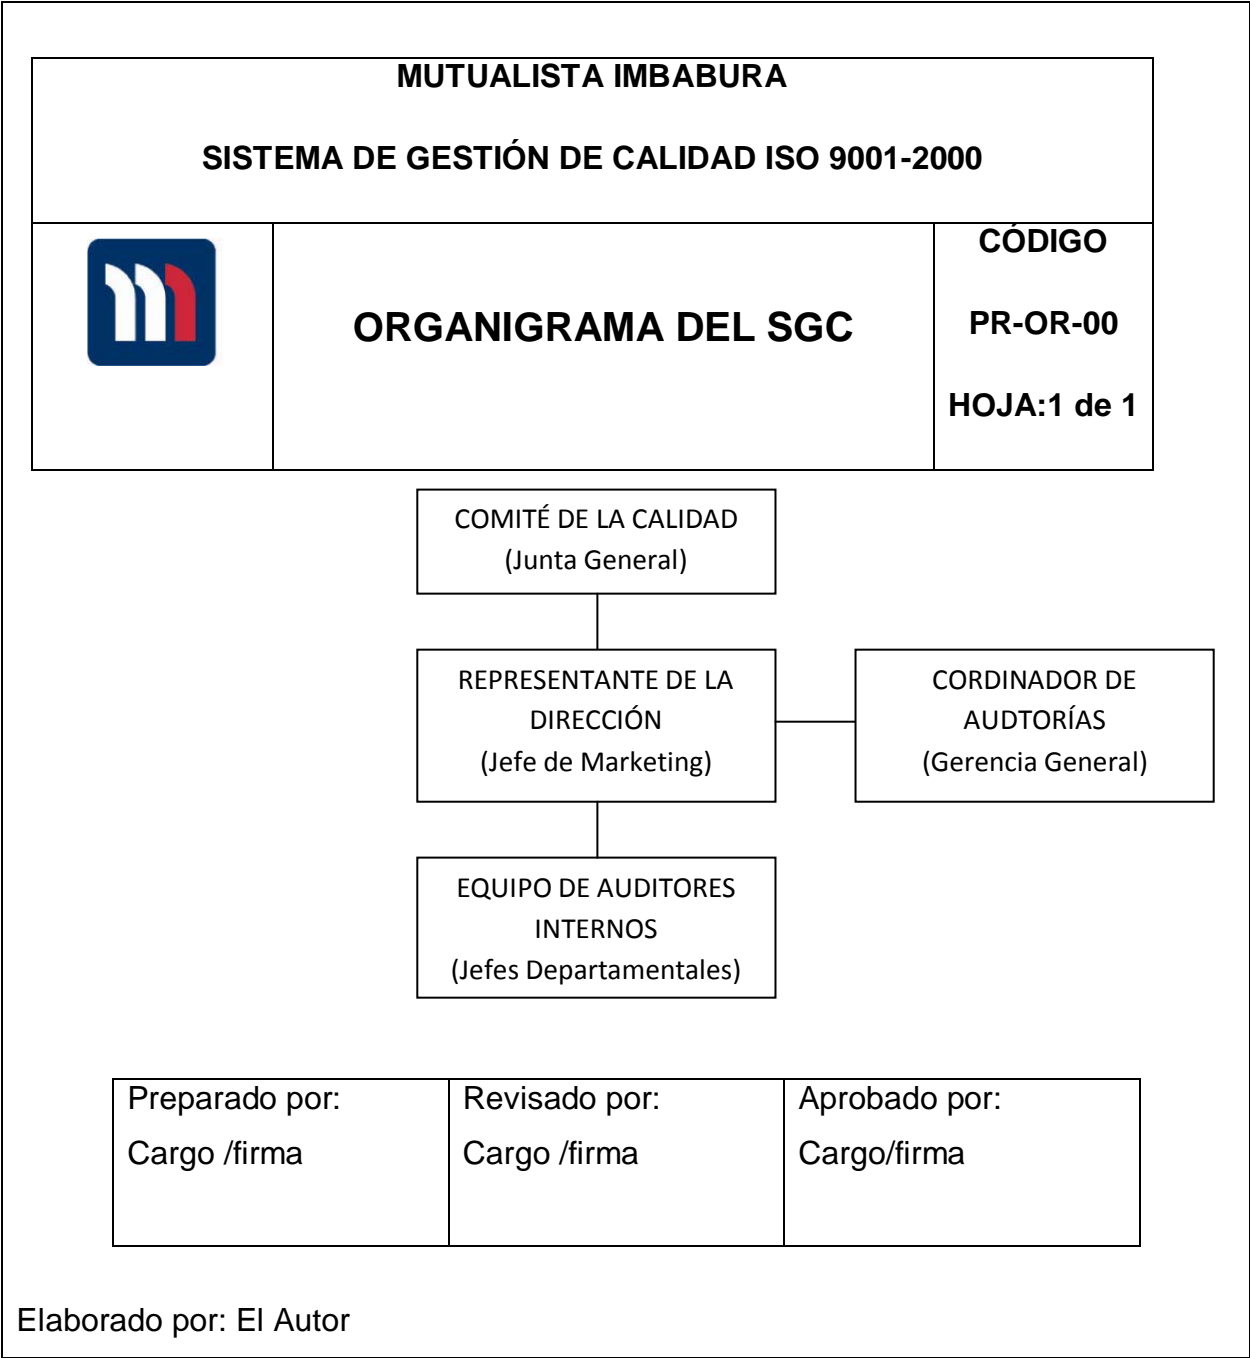 MUTUALISTA IMBABURA
SISTEMA DE GESTIÓN DE CALIDAD ISO 9001-2000
ORGANIGRAMA DEL SGC
CÓDIGO
PR-OR-00
HOJA:1 de 1
COMITÉ DE LA CALIDAD
(Junta General)
REPRESENTANTE DE LA
DIRECCIÓN
(Jefe de Marketing)
CORDINADOR DE
AUDTORÍAS
(Gerencia General)
EQUIPO DE AUDITORES
INTERNOS
(Jefes Departamentales)
Preparado por:
Cargo /firma
Revisado por:
Cargo /firma
Aprobado por:
Cargo/firma
Elaborado por: El Autor